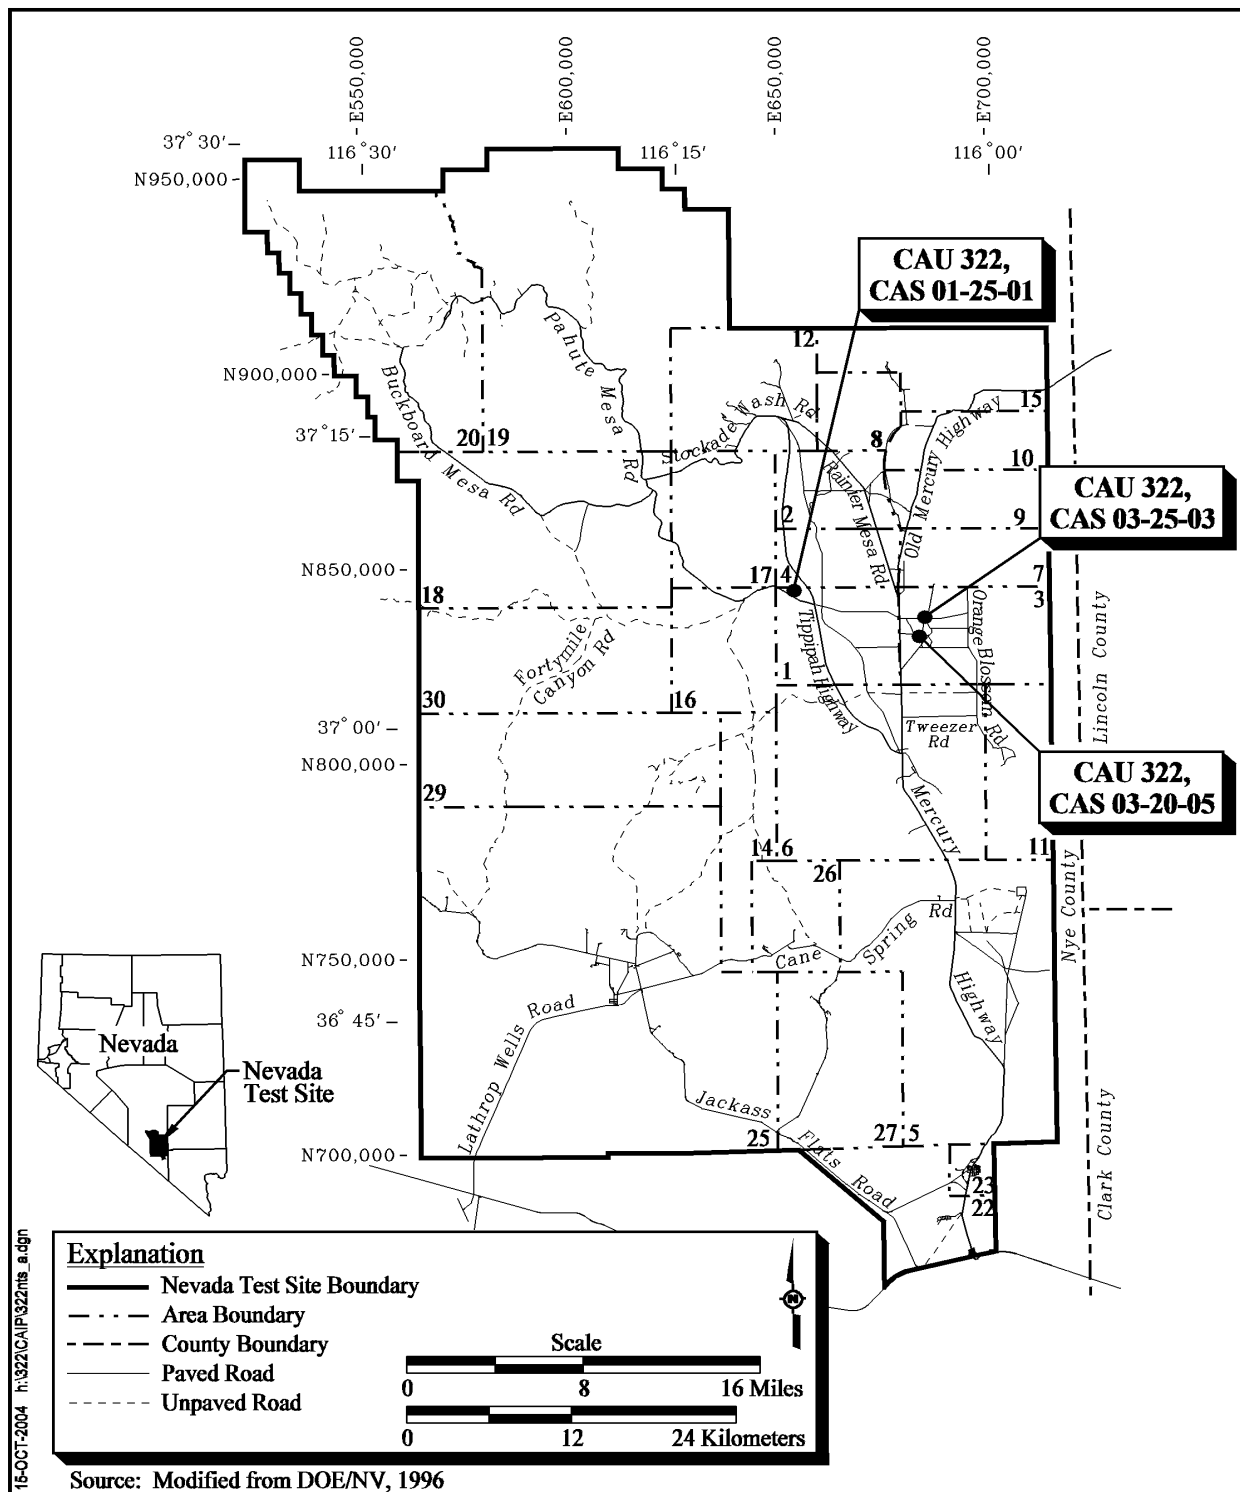 E550,000
E600,000
E650,000
E700,000
37° 30'
116° 30'
116° 15'
116° 00'
N950,000
CAU 322,
CAS 01-25-01
12
Pahute Mesa Rd
N900,000
Buckboard Mesa Rd
Stockade Wash Rd
15
37° 15'
20
19
8
Old Mercury Highway
10
Rainier Mesa Rd
CAU 322,
CAS 03-25-03
2
9
N850,000
17
4
7
18
3
Tippipah Highway
Orange Blossom Rd
Lincoln County
Fortymile
Canyon Rd
1
30
16
37° 00'
Tweezer
Rd
N800,000
CAU 322,
CAS 03-20-05
29
Mercury
14
6
11
26
Nye County
Cane Spring Rd
N750,000
Highway
36° 45'
Lathrop Wells Road
Nevada
Nevada
Test Site
Jackass Flats Road
Clark County
25
27
5
N700,000
23
22
Explanation
Nevada Test Site Boundary
Area Boundary
County Boundary
Paved Road
Unpaved Road
N
Scale
0 8 16 Miles
0 12 24 Kilometers
15-OCT-2004 h:\322\CAIP\322nts_a.dgn
Source: Modified from DOE/NV, 1996